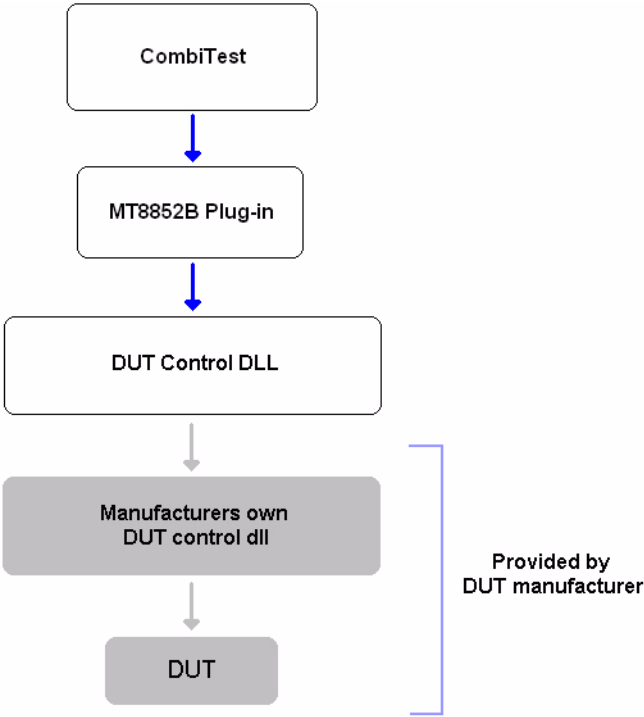 CombiTest
MT8852B Plug-in
DUT Control DLL
Manufacturers own
DUT control dll
Provided by
DUT manufacturer
DUT